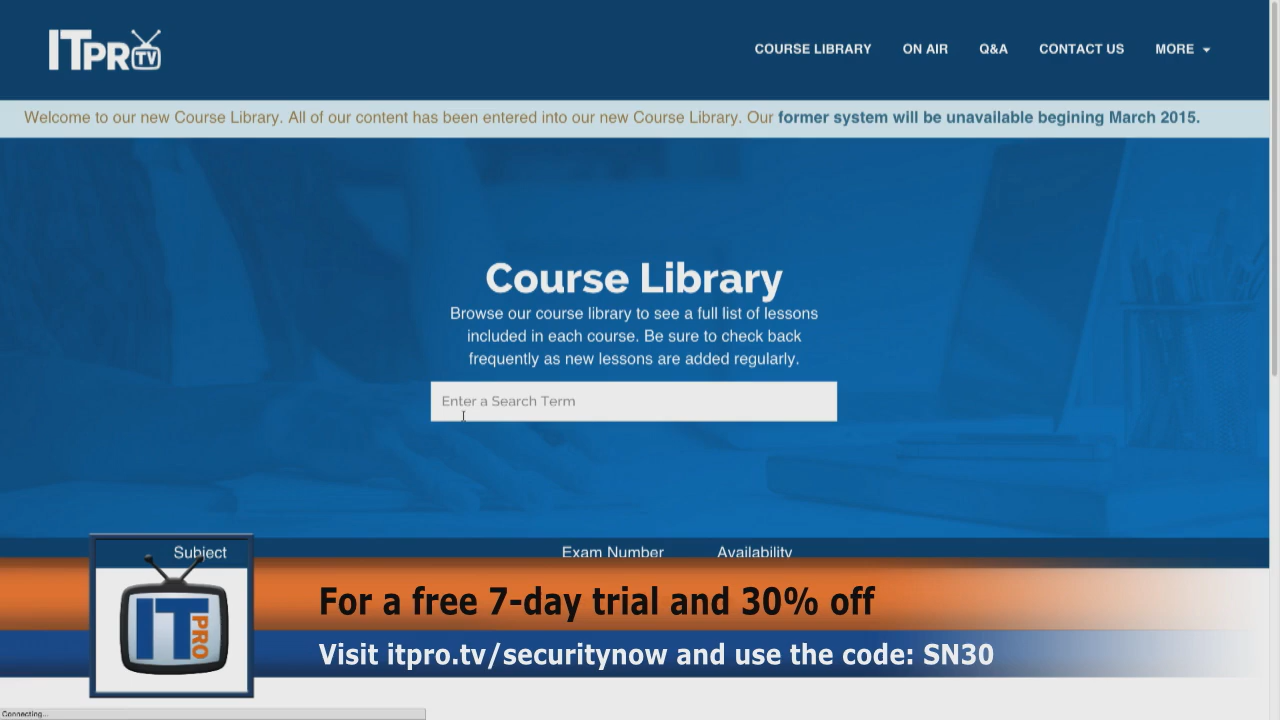 ITPRO TV
COURSE LIBRARY ON AIR Q&A CONTACT US MORE
Welcome to our new Course Library. All of our content has been entered into our new Course Library. Our former system will be unavailable begining March 2015.
Course Library
Browse our course library to see a full list of lessons
included in each course. Be sure to check back
frequently as new lessons are added regularly.
Enter a Search Term
Subject Exam Number Availability
IT PRO
For a free 7-day trial and 30% off
Visit itpro.tv/securitynow and use the code: SN30
Connecting...